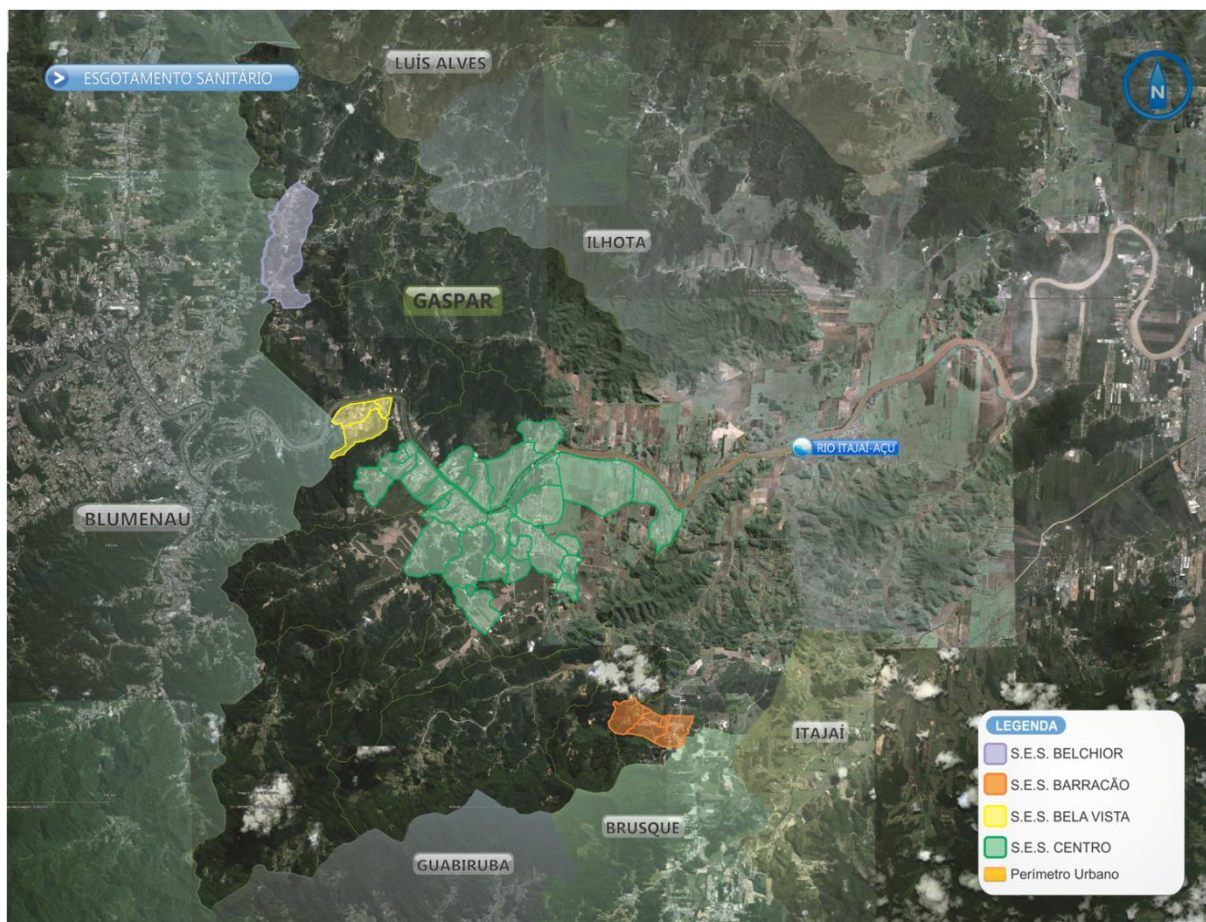 LUÍS ALVES
> ESGOTAMENTO SANITÁRIO
N
ILHOTA
GASPAR
RIO ITAJAÍ-AÇU
BLUMENAU
LEGENDA
S.E.S. BELCHIOR
S.E.S. BARRACÃO
S.E.S. BELA VISTA
S.E.S. CENTRO
Perímetro Urbano
ITAJAÍ
BRUSQUE
GUABIRUBA